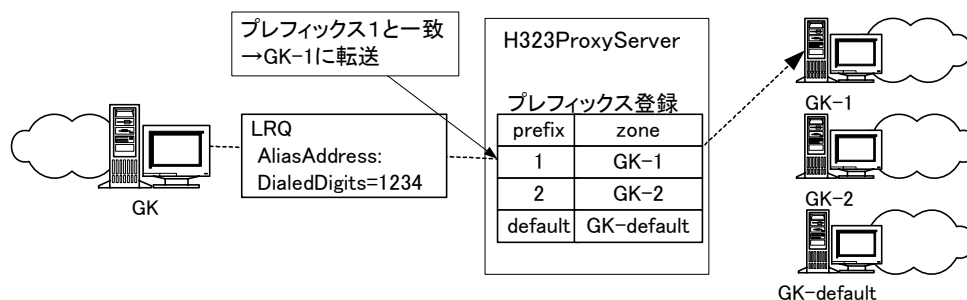 プレフィックス1と一致
→GK-1に転送
H323ProxyServer
GK
LRQ
AliasAddress:
DialedDigits=1234
プレフィックス登録
prefix zone
1 GK-1
2 GK-2
default GK-default
GK-1
GK-2
GK-default